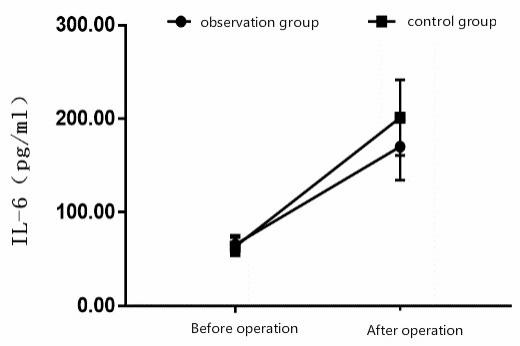 observation group
control group
300.00
200.00
100.00
0.00
IL-6（pg/ml）
Before operation
After operation